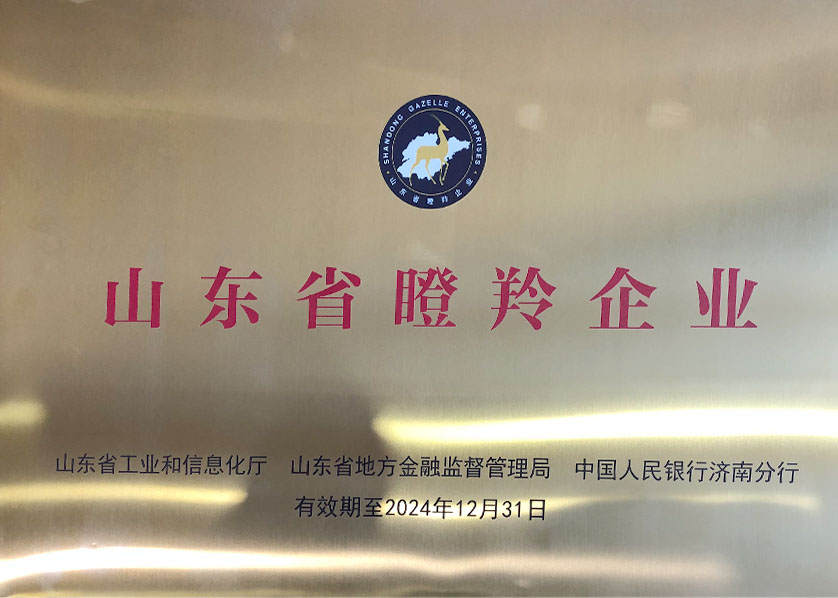 SHANDONG GAZELLE ENTERPRISES
山东省瞪羚企业
山东省瞪羚企业
山东省工业和信息化厅 山东省地方金融监督管理局 中国人民银行济南分行
有效期至2024年12月31日